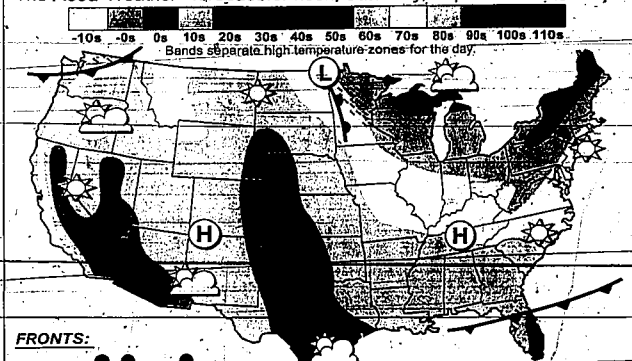 -10s -0s 0s 10s 20s 30s 40s 50s 60s 70s 80s 90s 100s 110s
Bands separate high temperature zones for the day.
L
H
H
FRONTS: